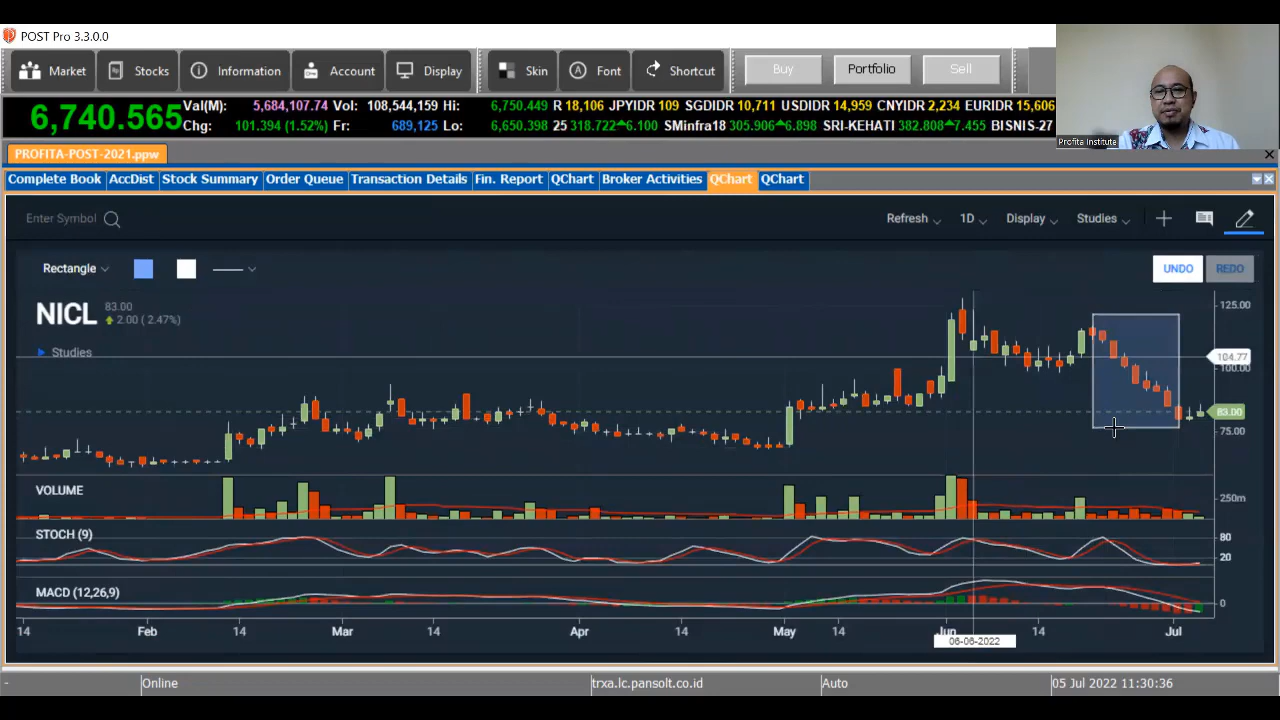 POST Pro 3.3.0.0
Market Stocks Information Account Display Skin Font Shortcut Buy Portfolio Sell
6,740.565 Val(M): 5,684,107.74 Vol: 108,544,159 Hi: 6,750.449 R 18,106 JPYIDR 109 SGDIDR 10,711 USDIDR 14,959 CNYIDR 2,234 EURIDR 15,606
Chg: 101.394 (1.52%) Fr: 689,125 Lo: 6,650.398 25 318.722 6.100 SMinfra18 305.906 6.898 SRI-KEHATI 382.808 7.455 BISNIS-27
Profita Institute
PROFITA-POST-2021.ppw
Complete Book AccDist Stock Summary Order Queue Transaction Details Fin. Report QChart Broker Activities QChart QChart
Enter Symbol Refresh 1D Display Studies
Rectangle UNDO REDO
NICL 83.00
2.00 ( 2.47%)
Studies
125.00
104.77
100.00
83.00
75.00
VOLUME
250m
STOCH (9)
80
20
MACD (12,26,9)
0
14 Feb 14 Mar 14 Apr 14 May 14 Jun 14 Jul
06-06-2022
- Online trxa.lc.pansolt.co.id Auto 05 Jul 2022 11:30:36